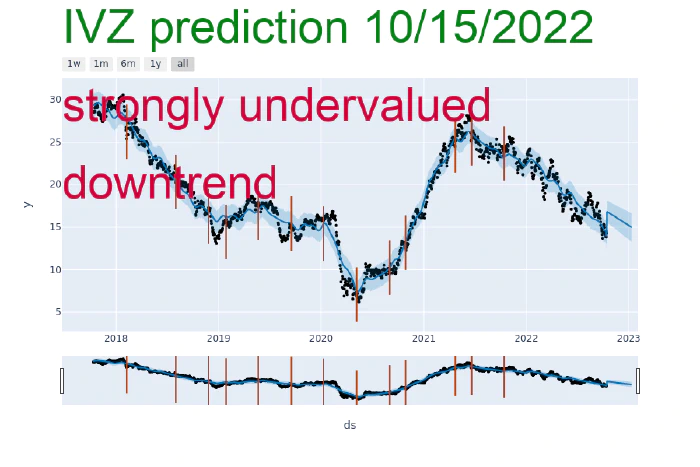 IVZ prediction 10/15/2022
1w 1m 6m 1y all
strongly undervalued
downtrend
y
30
25
20
15
10
5
2018 2019 2020 2021 2022 2023
ds